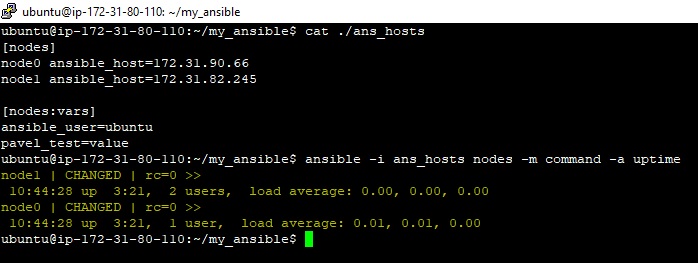 ubuntu@ip-172-31-80-110: ~/my_ansible
ubuntu@ip-172-31-80-110:~/my_ansible$ cat ./ans_hosts
[nodes]
node0 ansible_host=172.31.90.66
node1 ansible_host=172.31.82.245

[nodes:vars]
ansible_user=ubuntu
pavel_test=value
ubuntu@ip-172-31-80-110:~/my_ansible$ ansible -i ans_hosts nodes -m command -a uptime
node1 | CHANGED | rc=0 >>
 10:44:28 up  3:21,  2 users,  load average: 0.00, 0.00, 0.00
node0 | CHANGED | rc=0 >>
 10:44:28 up  3:21,  1 user,  load average: 0.01, 0.01, 0.00
ubuntu@ip-172-31-80-110:~/my_ansible$